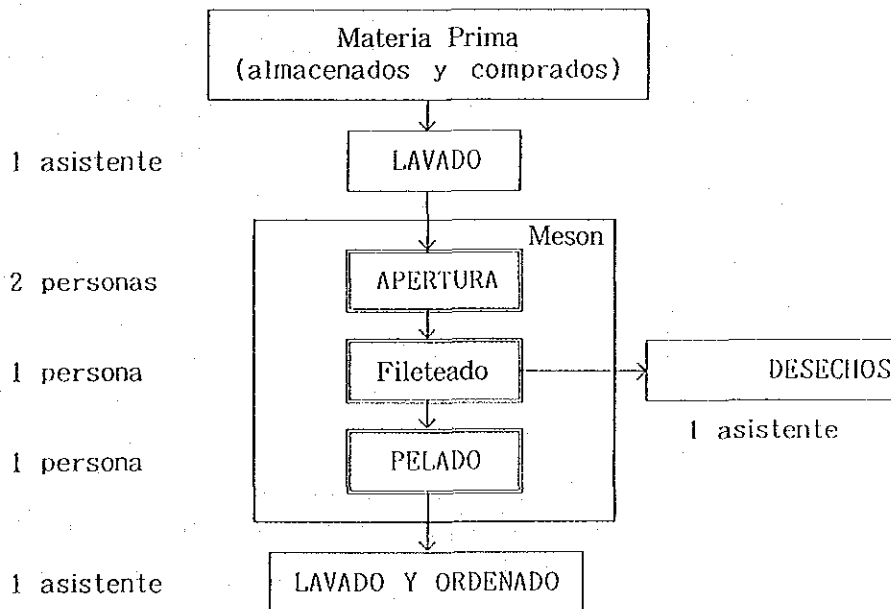 Materia Prima
(almacenados y comprados)
1 asistente
LAVADO
Meson
2 personas
APERTURA
1 persona
Fileteado
DESECHOS
1 asistente
1 persona
PELADO
1 asistente
LAVADO Y ORDENADO